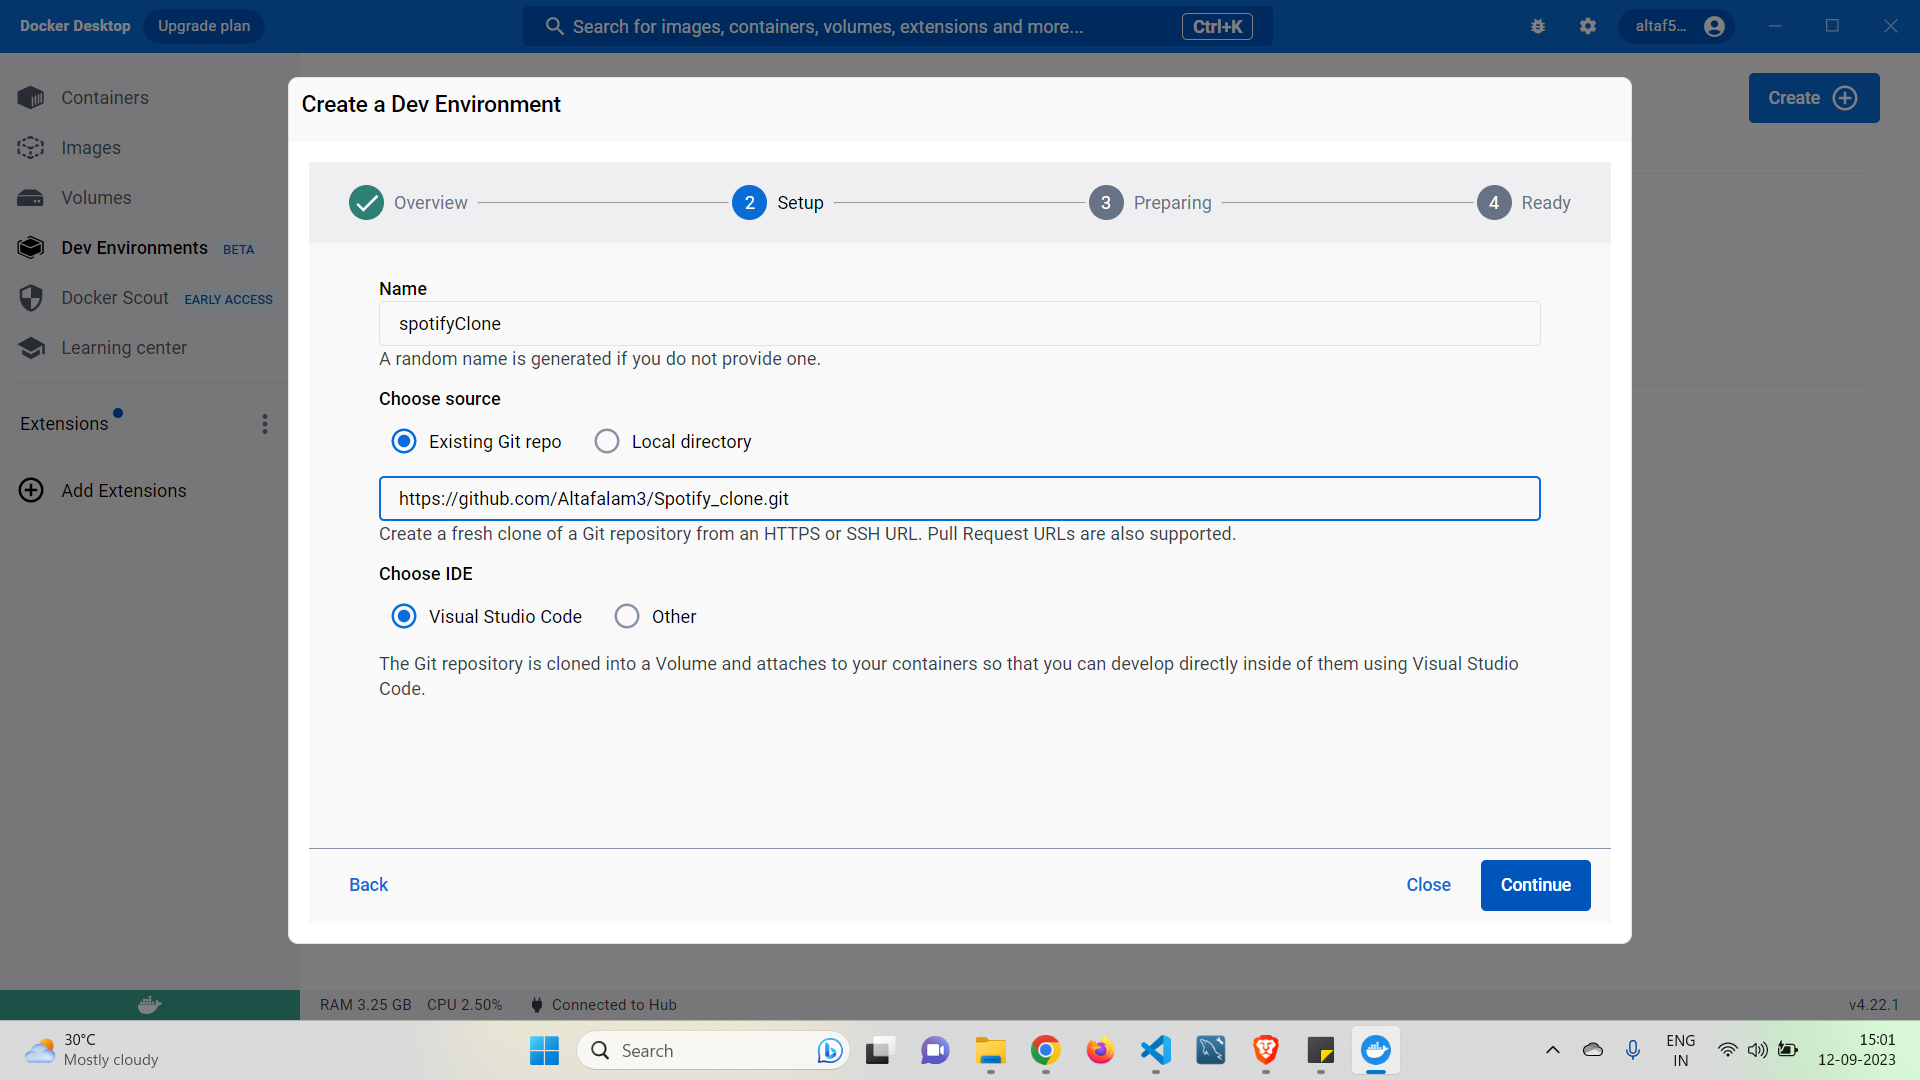 Docker Desktop
Upgrade plan
Search for images, containers, volumes, extensions and more...
Ctrl+K
altaf5...
Containers
Images
Volumes
Dev Environments BETA
Docker Scout EARLY ACCESS
Learning center
Extensions
Add Extensions
Create
Create a Dev Environment
Overview
2 Setup
3 Preparing
4 Ready
Name
spotifyClone
A random name is generated if you do not provide one.
Choose source
Existing Git repo
Local directory
https://github.com/Altafalam3/Spotify_clone.git
Create a fresh clone of a Git repository from an HTTPS or SSH URL. Pull Request URLs are also supported.
Choose IDE
Visual Studio Code
Other
The Git repository is cloned into a Volume and attaches to your containers so that you can develop directly inside of them using Visual Studio
Code.
Back
Close
Continue
RAM 3.25 GB CPU 2.50% Connected to Hub
v4.22.1
30°C
Mostly cloudy
Search
ENG
IN
15:01
12-09-2023